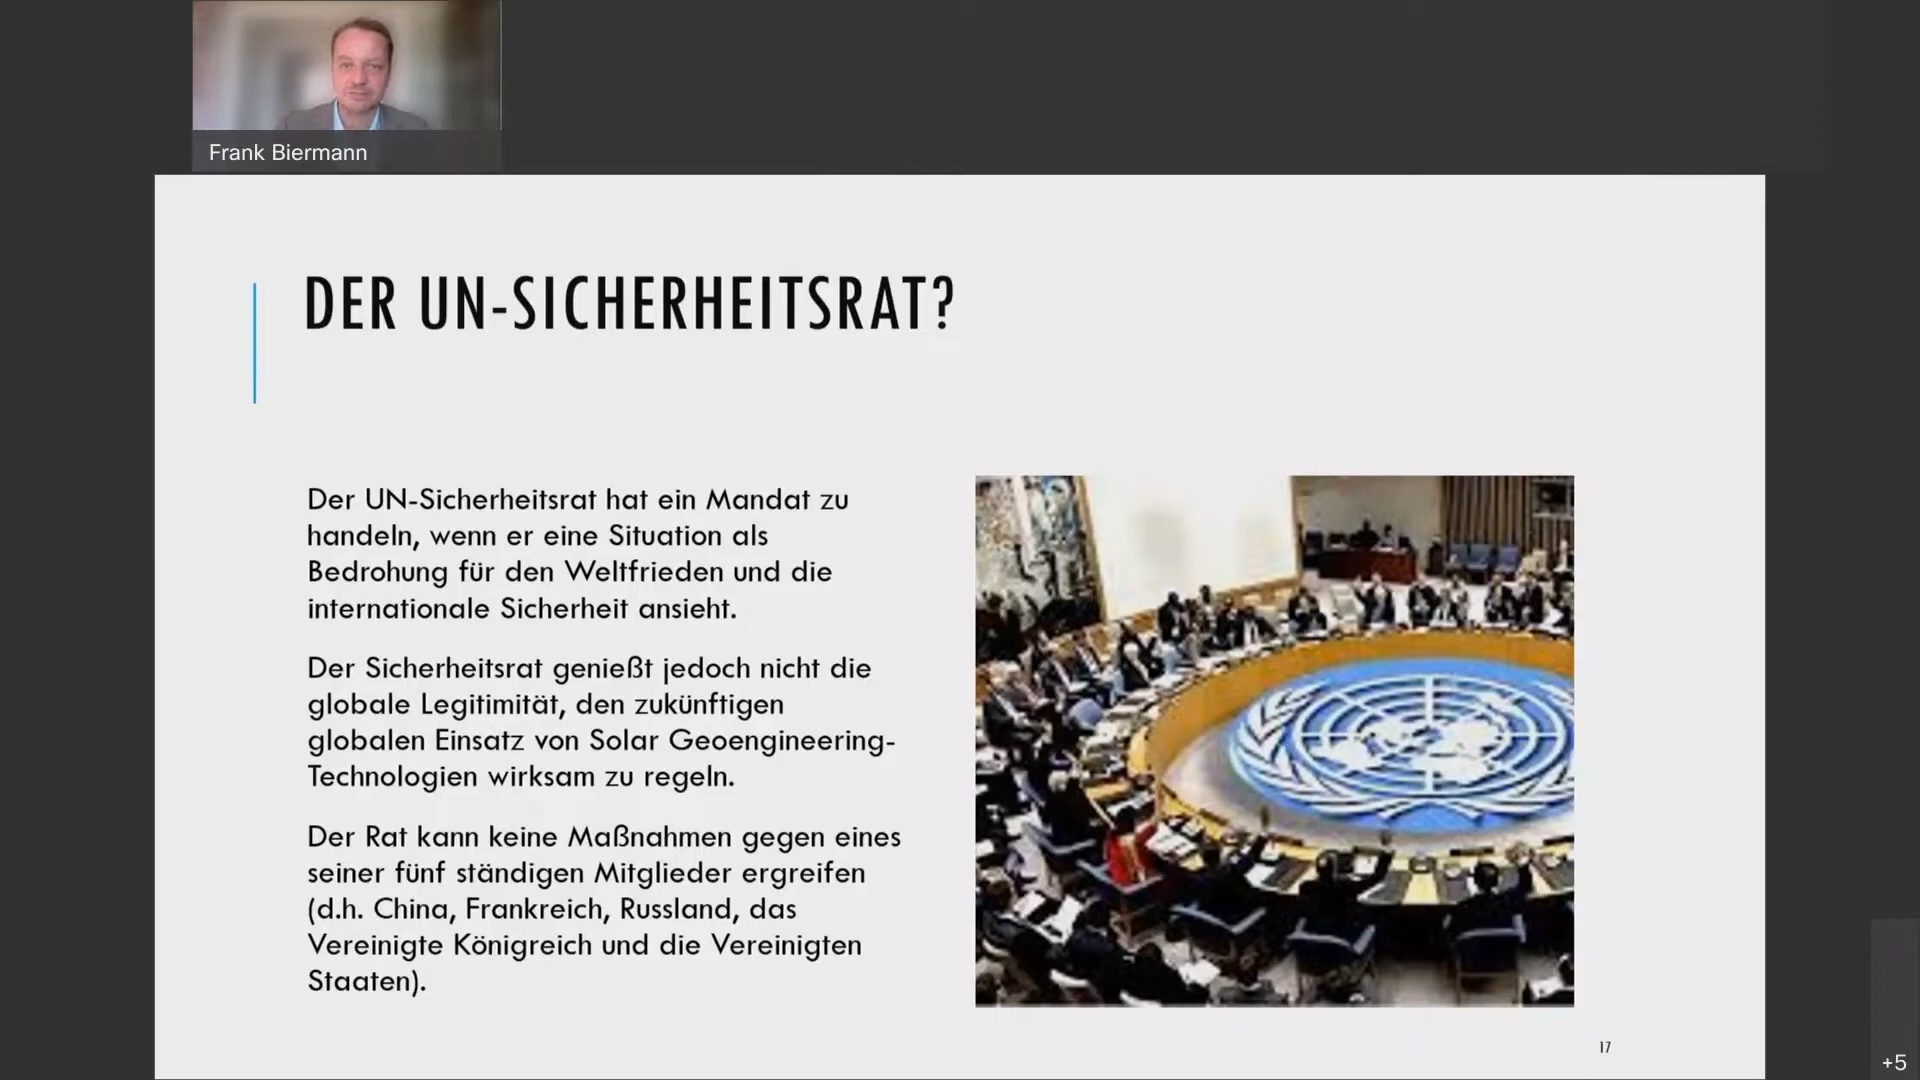 Frank Biermann
DER UN-SICHERHEITSRAT?
Der UN-Sicherheitsrat hat ein Mandat zu
handeln, wenn er eine Situation als
Bedrohung für den Weltfrieden und die
internationale Sicherheit ansieht.
Der Sicherheitsrat genießt jedoch nicht die
globale Legitimität, den zukünftigen
globalen Einsatz von Solar Geoengineering-
Technologien wirksam zu regeln.
Der Rat kann keine Maßnahmen gegen eines
seiner fünf ständigen Mitglieder ergreifen
(d.h. China, Frankreich, Russland, das
Vereinigte Königreich und die Vereinigten
Staaten).
17
+5